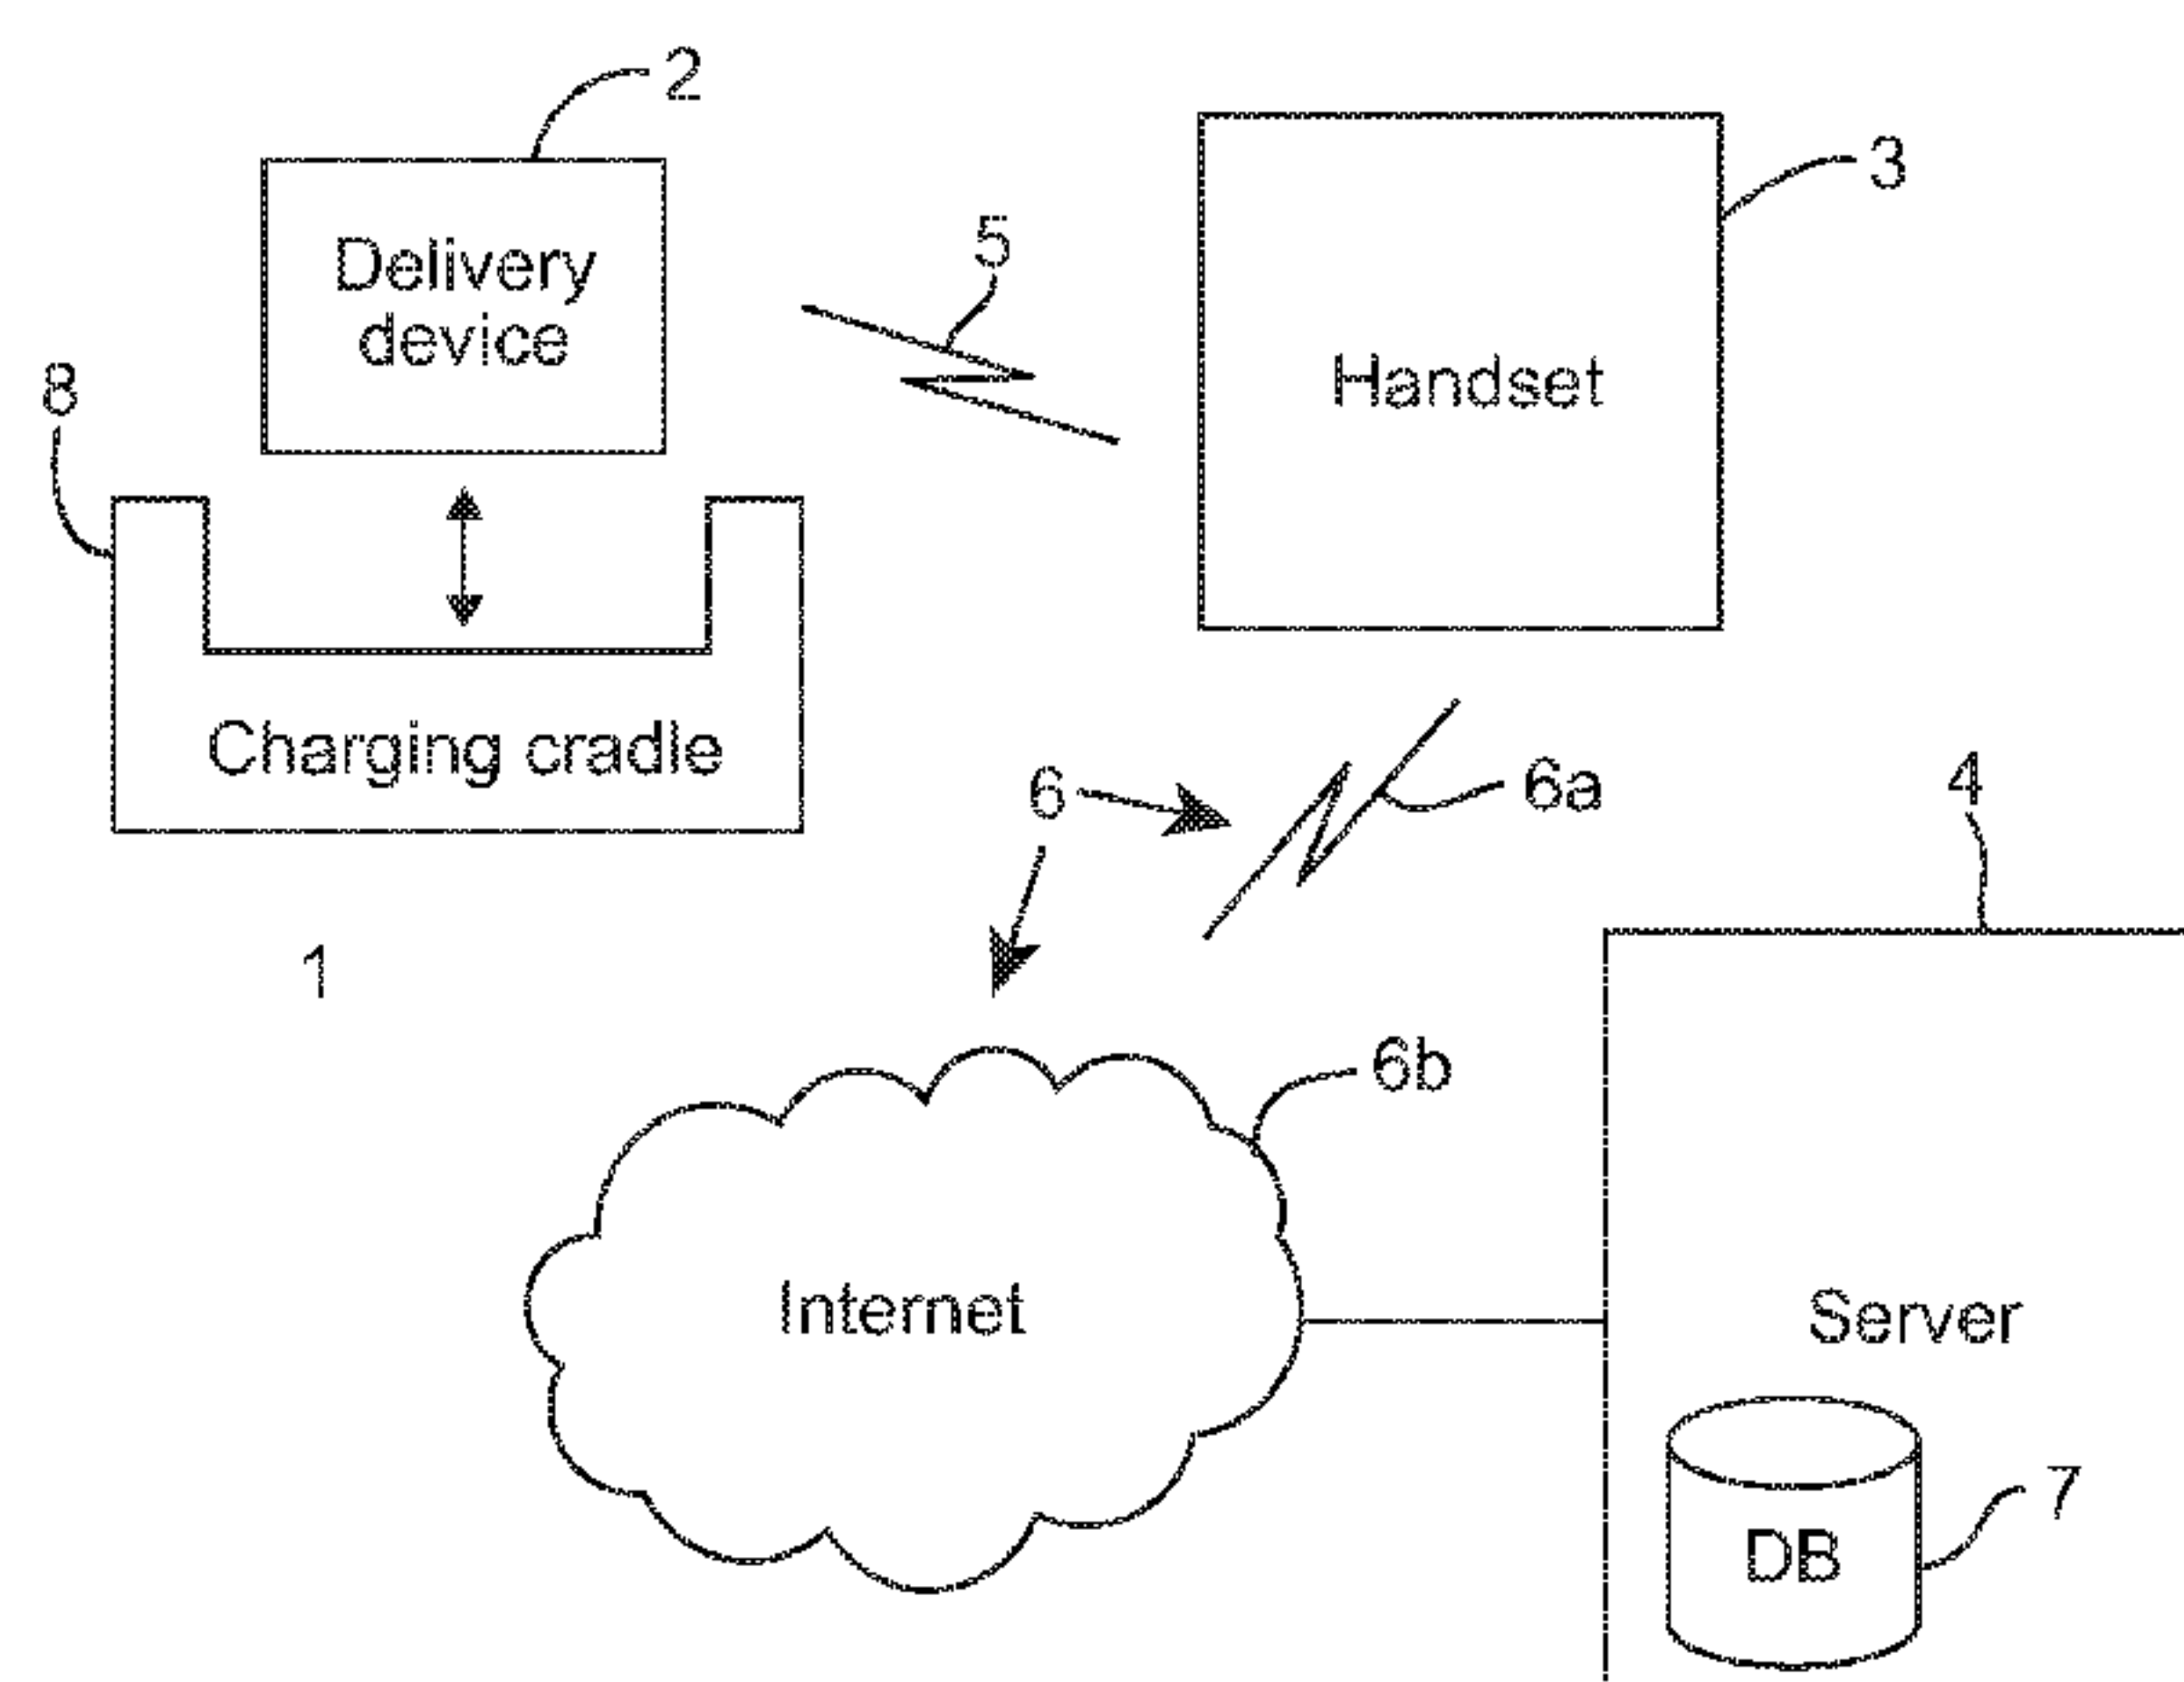 2
3
5
Delivery
device
Handset
8
Charging cradle
6
6a
4
1
6b
Internet
Server
7
DB